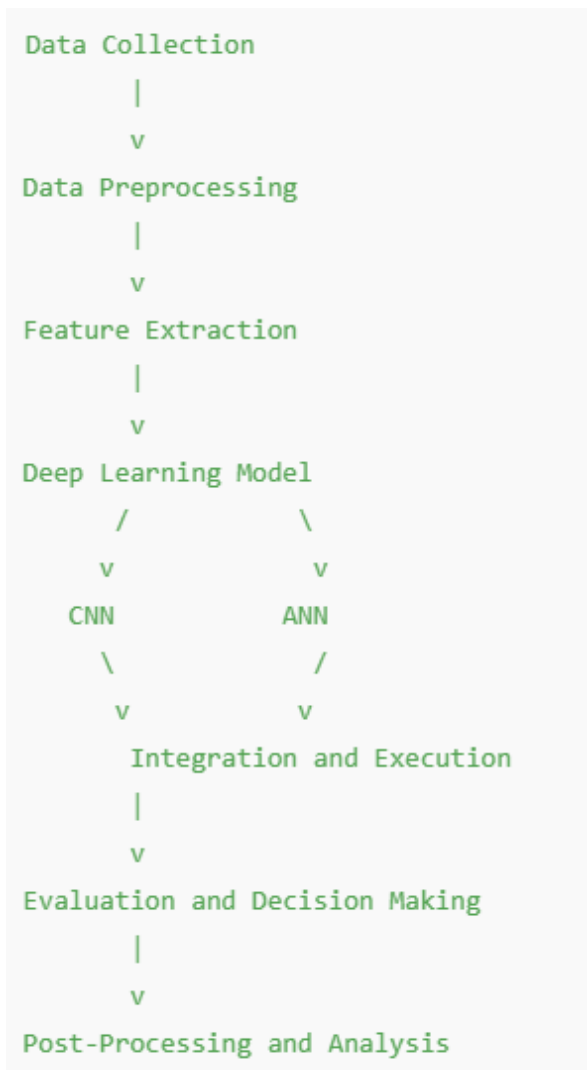 Data Collection
|
v
Data Preprocessing
|
v
Feature Extraction
|
v
Deep Learning Model
/ \
v v
CNN ANN
\ /
v v
Integration and Execution
|
v
Evaluation and Decision Making
|
v
Post-Processing and Analysis